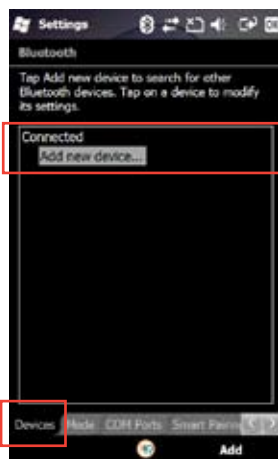 Settings
Bluetooth
Tap Add new device to search for other
Bluetooth devices. Tap on a device to modify
its settings.
Connected
Add new device...
Devices Mode COM Ports Smart
Add